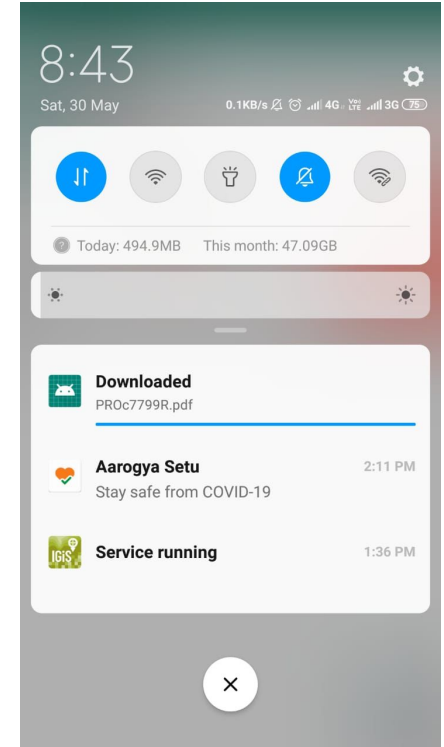 8:43
Sat, 30 May
0.1KB/s 4G VoLTE 3G 75
Today: 494.9MB This month: 47.09GB
Downloaded
PROc7799R.pdf
Aarogya Setu 2:11 PM
Stay safe from COVID-19
IGiS
Service running 1:36 PM